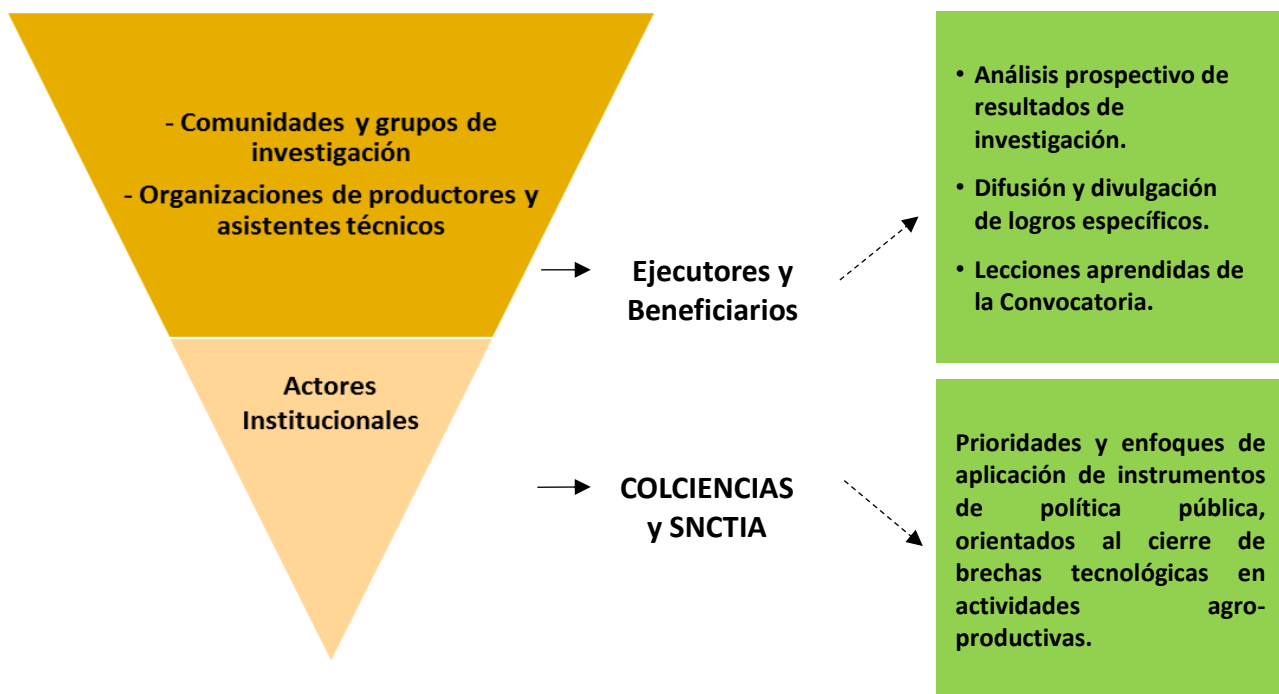 - Comunidades y grupos de
investigación
- Organizaciones de productores y
asistentes técnicos
Ejecutores y
Beneficiarios
• Análisis prospectivo de
resultados de
investigación.
• Difusión y divulgación
de logros específicos.
• Lecciones aprendidas de
la Convocatoria.
Actores
Institucionales
COLCIENCIAS
y SNCTIA
Prioridades y enfoques de
aplicación de instrumentos
de política pública,
orientados al cierre de
brechas tecnológicas en
actividades agro-
productivas.